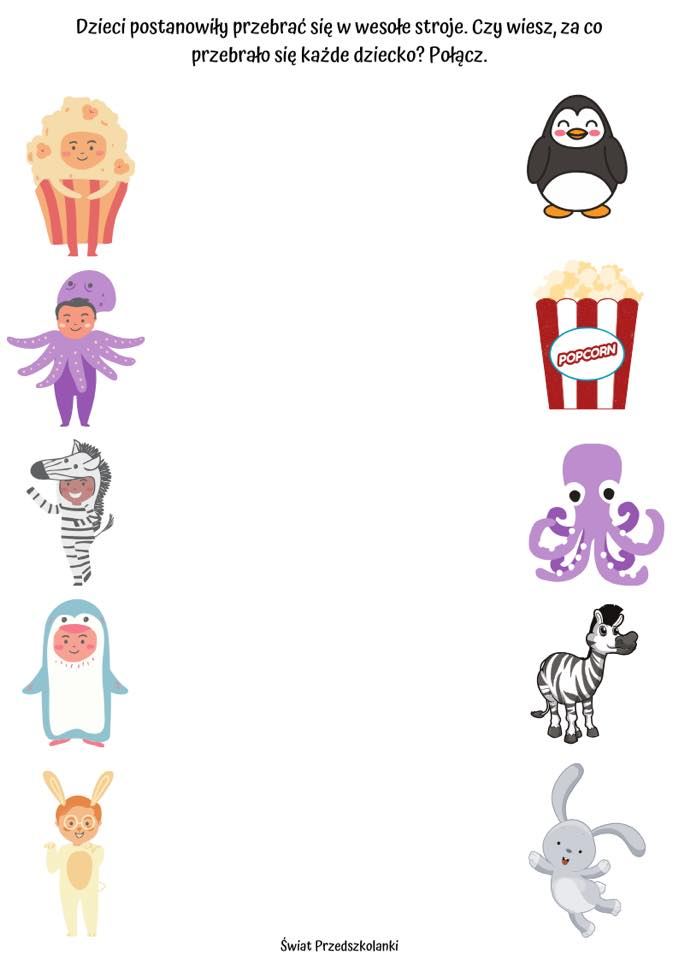 Dzieci postanowiły przebrać się w wesołe stroje. Czy wiesz, za co
przebrało się każde dziecko? Połącz.
POPCORN
Świat Przedszkolanki